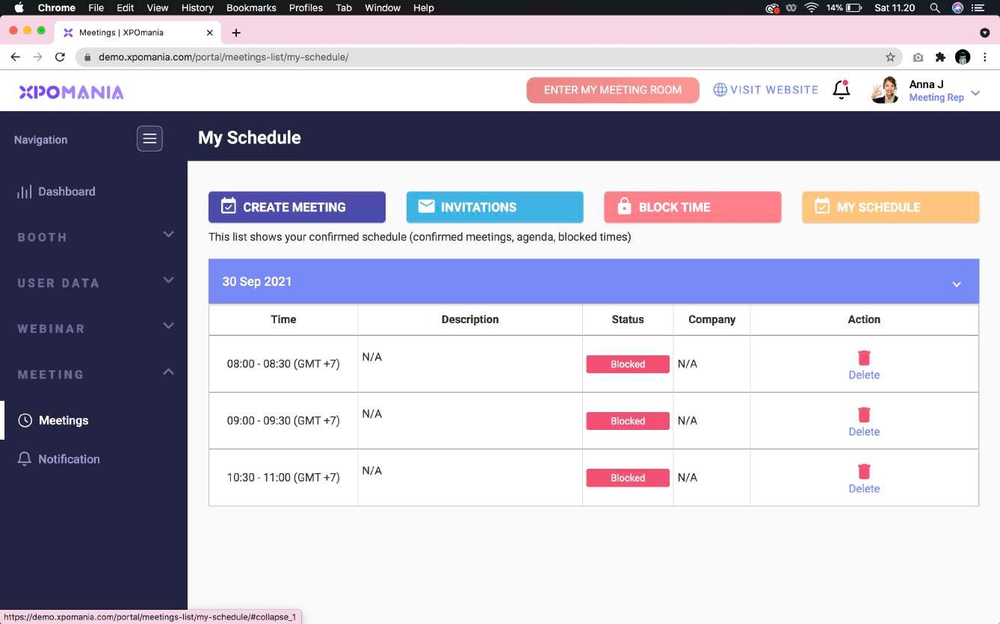 Chrome File Edit View History Bookmarks Profiles Tab Window Help 14% Sat 11.20
Meetings | XPOmania
demo.xpomania.com/portal/meetings-list/my-schedule/
XPOMANIA
ENTER MY MEETING ROOM
VISIT WEBSITE
Anna J
Meeting Rep
Navigation
My Schedule
Dashboard
BOOTH
USER DATA
WEBINAR
MEETING
Meetings
Notification
CREATE MEETING
INVITATIONS
BLOCK TIME
MY SCHEDULE
This list shows your confirmed schedule (confirmed meetings, agenda, blocked times)
30 Sep 2021
Time Description Status Company Action
08:00 - 08:30 (GMT +7) N/A Blocked N/A Delete
09:00 - 09:30 (GMT +7) N/A Blocked N/A Delete
10:30 - 11:00 (GMT +7) N/A Blocked N/A Delete
https://demo.xpomania.com/portal/meetings-list/my-schedule/#collapse_1